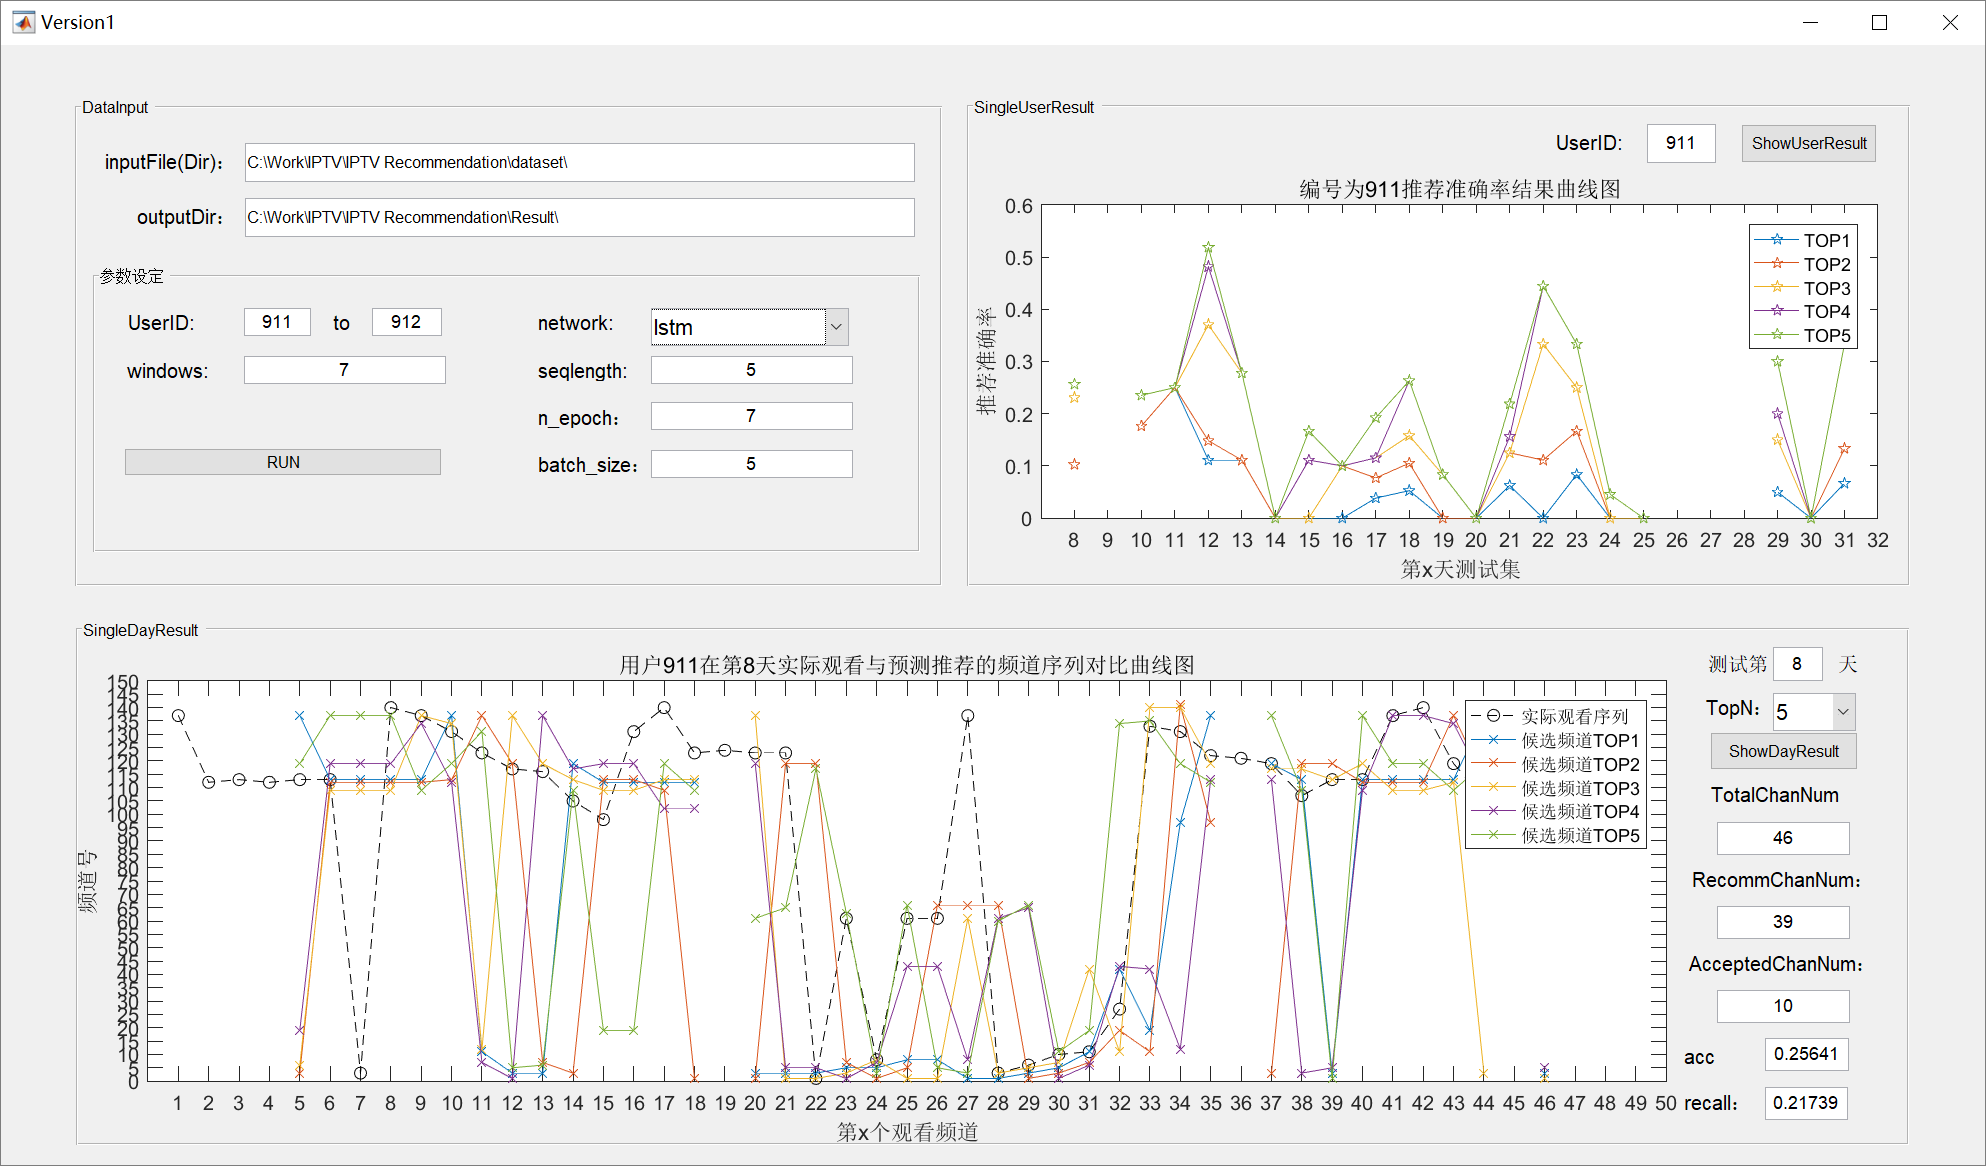 Version1
DataInput
inputFile(Dir): C:\Work\IPTV\IPTV Recommendation\dataset\
outputDir: C:\Work\IPTV\IPTV Recommendation\Result\
参数设定
UserID: 911 to 912
windows: 7
RUN
network: lstm
seqlength: 5
n_epoch: 7
batch_size: 5
SingleUserResult
UserID: 911 ShowUserResult
编号为911推荐准确率结果曲线图
推荐准确率
0.6
0.5
0.4
0.3
0.2
0.1
0
TOP1
TOP2
TOP3
TOP4
TOP5
8 9 10 11 12 13 14 15 16 17 18 19 20 21 22 23 24 25 26 27 28 29 30 31 32
第x天测试集
SingleDayResult
用户911在第8天实际观看与预测推荐的频道序列对比曲线图
频道号
150
145
140
135
130
125
120
115
110
105
100
95
90
85
80
75
70
65
60
55
50
45
40
35
30
25
20
15
10
5
0
实际观看序列
候选频道TOP1
候选频道TOP2
候选频道TOP3
候选频道TOP4
候选频道TOP5
1 2 3 4 5 6 7 8 9 10 11 12 13 14 15 16 17 18 19 20 21 22 23 24 25 26 27 28 29 30 31 32 33 34 35 36 37 38 39 40 41 42 43 44 45 46 47 48 49 50
第x个观看频道
测试第 8 天
TopN: 5
ShowDayResult
TotalChanNum
46
RecommChanNum:
39
AcceptedChanNum:
10
acc 0.25641
recall: 0.21739